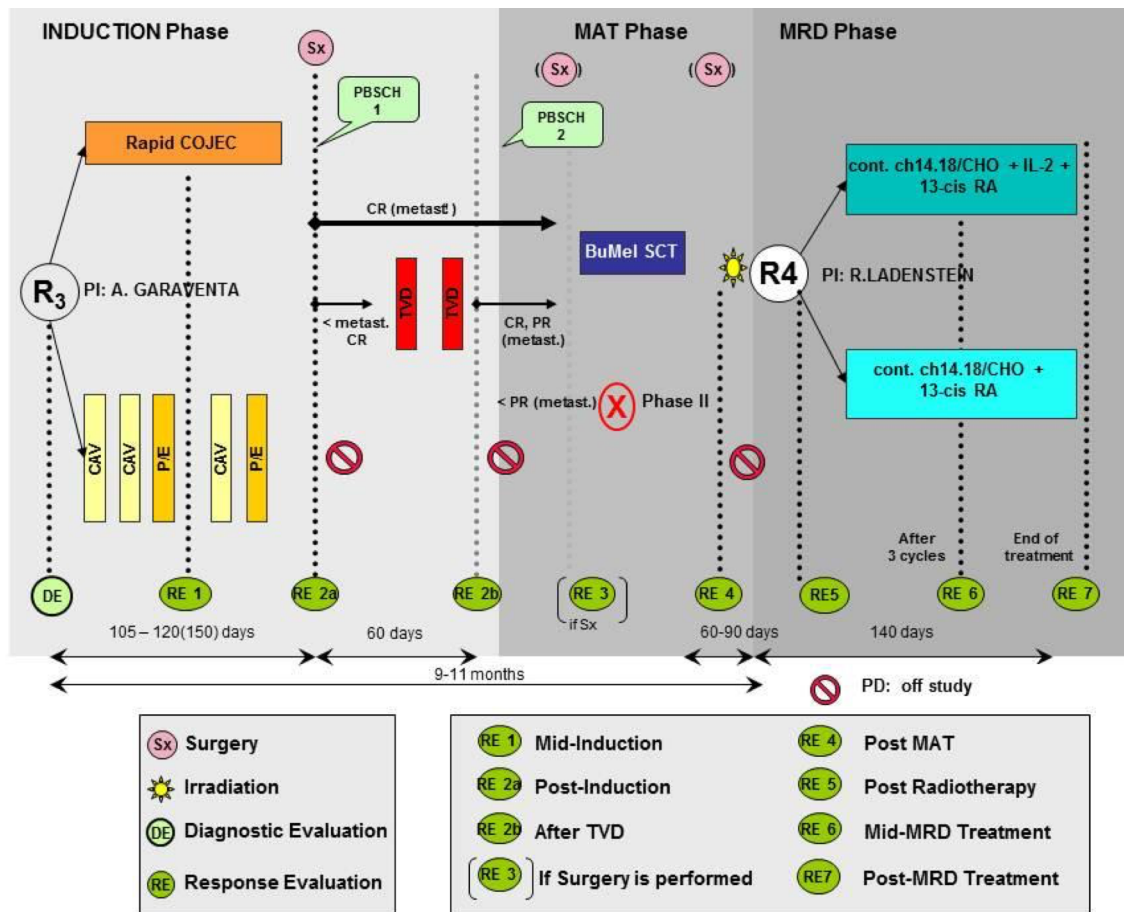 INDUCTION Phase
MAT Phase
MRD Phase
Sx
(Sx)
(Sx)
PBSCH
1
PBSCH
2
Rapid COJEC
cont. ch14.18/CHO + IL-2 +
13-cis RA
CR (metast!)
BuMel SCT
R3
PI: A. GARAVENTA
R4
PI: R.LADENSTEIN
TVD
TVD
< metast.
CR
CR, PR
(metast.)
cont. ch14.18/CHO +
13-cis RA
< PR (metast.)
X
Phase II
CAV
CAV
P/E
CAV
P/E
After
3 cycles
End of
treatment
DE
RE 1
RE 2a
RE 2b
RE 3
if Sx
RE 4
RE5
RE 6
RE 7
105 – 120(150) days
60 days
60-90 days
140 days
9-11 months
PD: off study
Sx Surgery
Irradiation
DE Diagnostic Evaluation
RE Response Evaluation
RE 1 Mid-Induction
RE 2a Post-Induction
RE 2b After TVD
(RE 3) If Surgery is performed
RE 4 Post MAT
RE 5 Post Radiotherapy
RE 6 Mid-MRD Treatment
RE7 Post-MRD Treatment